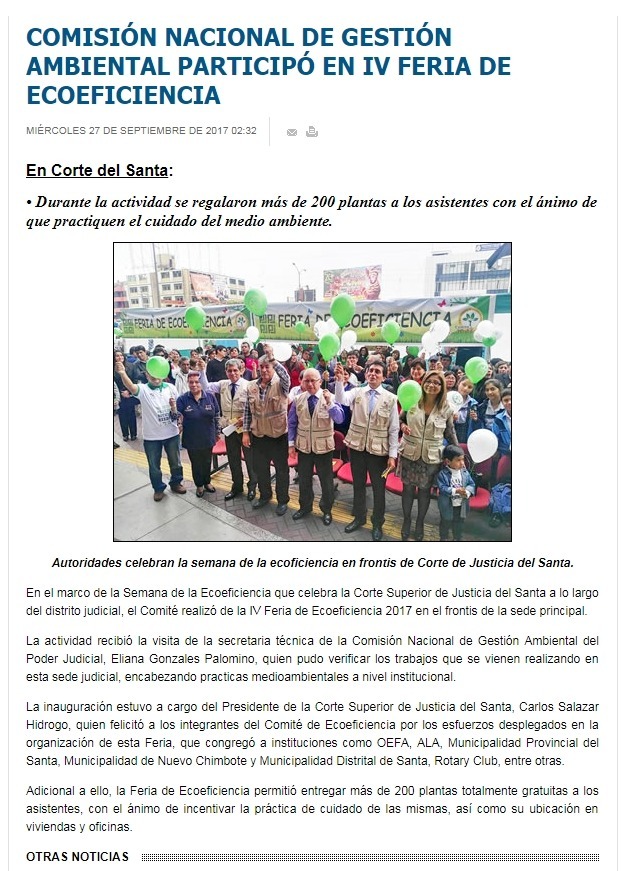 COMISIÓN NACIONAL DE GESTIÓN
AMBIENTAL PARTICIPÓ EN IV FERIA DE
ECOEFICIENCIA
MIÉRCOLES 27 DE SEPTIEMBRE DE 2017 02:32
En Corte del Santa:
• Durante la actividad se regalaron más de 200 plantas a los asistentes con el ánimo de
que practiquen el cuidado del medio ambiente.
FERIA DE ECOEFICIENCIA
FERIA DE ECOEFICIENCIA
Autoridades celebran la semana de la ecoficiencia en frontis de Corte de Justicia del Santa.
En el marco de la Semana de la Ecoeficiencia que celebra la Corte Superior de Justicia del Santa a lo largo
del distrito judicial, el Comité realizó de la IV Feria de Ecoeficiencia 2017 en el frontis de la sede principal.
La actividad recibió la visita de la secretaria técnica de la Comisión Nacional de Gestión Ambiental del
Poder Judicial, Eliana Gonzales Palomino, quien pudo verificar los trabajos que se vienen realizando en
esta sede judicial, encabezando practicas medioambientales a nivel institucional.
La inauguración estuvo a cargo del Presidente de la Corte Superior de Justicia del Santa, Carlos Salazar
Hidrogo, quien felicitó a los integrantes del Comité de Ecoeficiencia por los esfuerzos desplegados en la
organización de esta Feria, que congregó a instituciones como OEFA, ALA, Municipalidad Provincial del
Santa, Municipalidad de Nuevo Chimbote y Municipalidad Distrital de Santa, Rotary Club, entre otras.
Adicional a ello, la Feria de Ecoeficiencia permitió entregar más de 200 plantas totalmente gratuitas a los
asistentes, con el ánimo de incentivar la práctica de cuidado de las mismas, así como su ubicación en
viviendas y oficinas.
OTRAS NOTICIAS